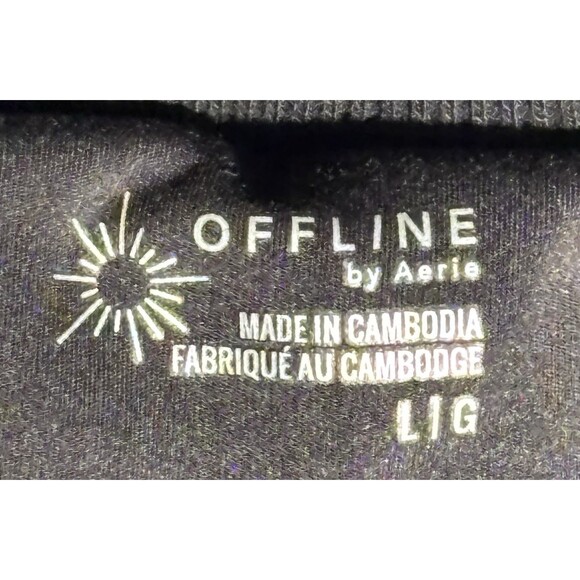 OFFLINE
by Aerie
MADE IN CAMBODIA
FABRIQUÉ AU CAMBODGE
L/G